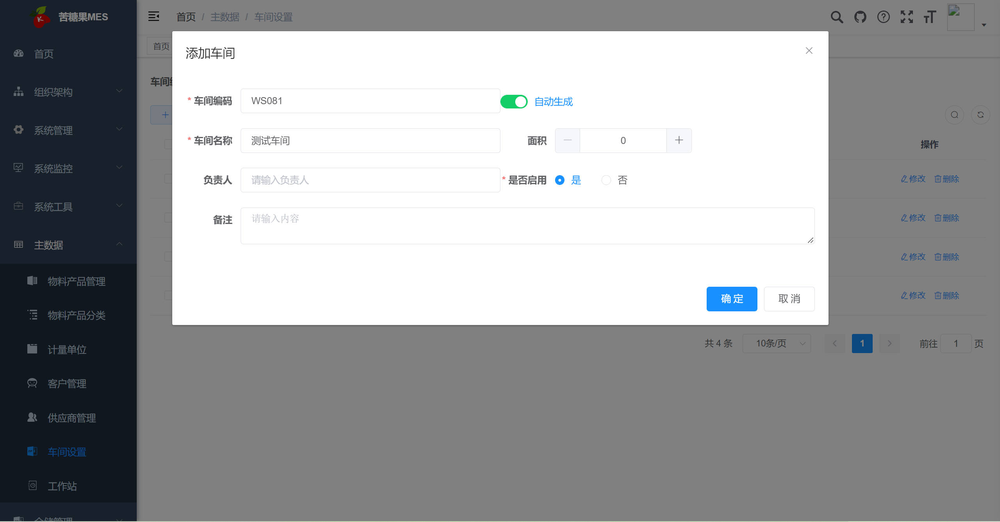 苦糖果MES
首页 / 主数据 / 车间设置
首页
首页
组织架构
系统管理
系统监控
系统工具
主数据
物料产品管理
物料产品分类
计量单位
客户管理
供应商管理
车间设置
工作站
仓储管理
车间
添加车间
* 车间编码 WS081 自动生成
* 车间名称 测试车间 面积 0
负责人 请输入负责人 * 是否启用 是 否
备注 请输入内容
确 定 取 消
操作
修改 删除
修改 删除
修改 删除
修改 删除
共 4 条 10条/页 1 前往 1 页